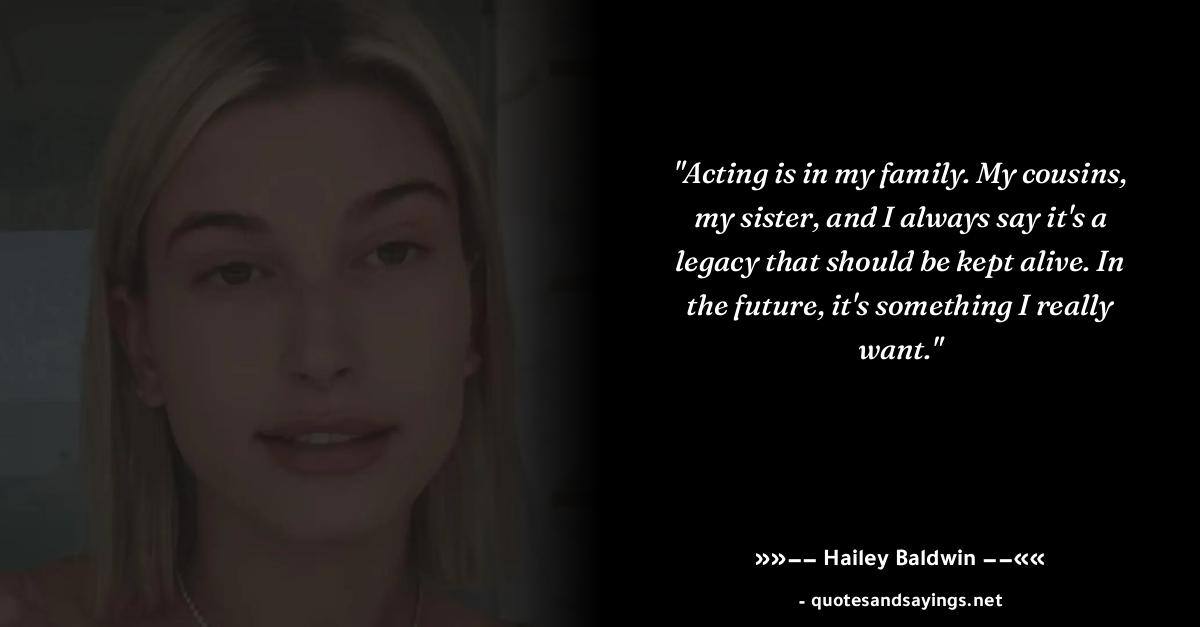 "Acting is in my family. My cousins,
my sister, and I always say it's a
legacy that should be kept alive. In
the future, it's something I really
want."
»»–– Hailey Baldwin ––««
- quotesandsayings.net